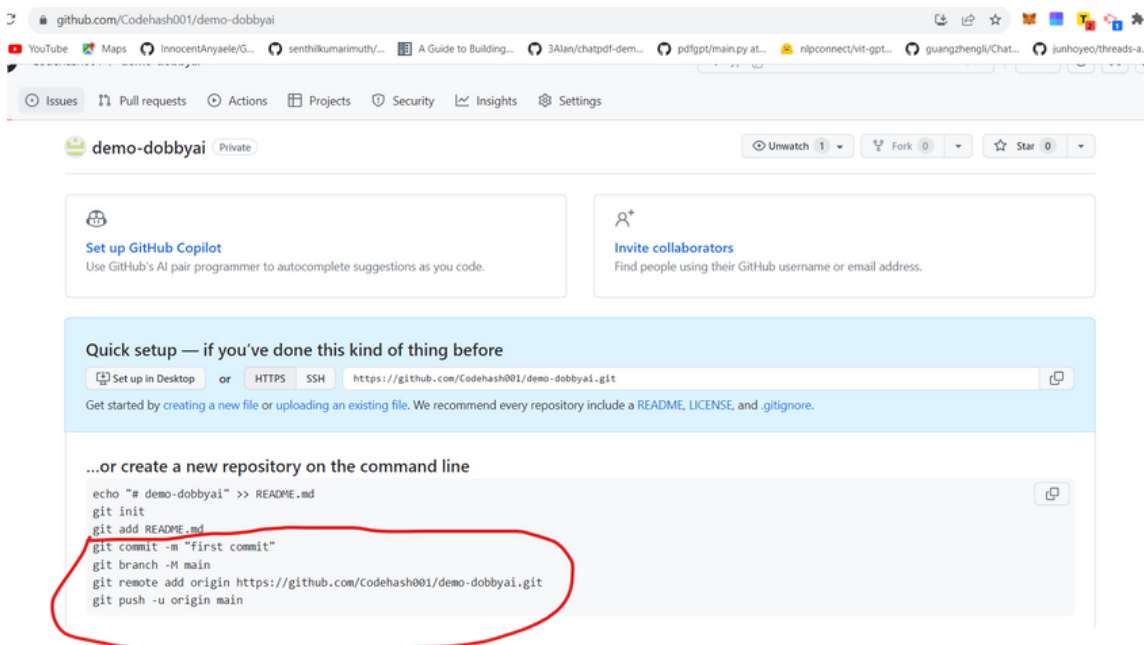 github.com/Codehash001/demo-dobbyai
YouTube Maps InnocentAnyaele/G... senthilkumarimuth/... A Guide to Building... 3Alan/chatpdf-dem... pdfgpt/main.py at... nlpconnect/vit-gpt... guangzhengli/Chat... junhoyeo/threads-a.
Issues Pull requests Actions Projects Security Insights Settings
demo-dobbyai Private Unwatch 1 Fork 0 Star 0
Set up GitHub Copilot
Use GitHub's AI pair programmer to autocomplete suggestions as you code.
Invite collaborators
Find people using their GitHub username or email address.
Quick setup — if you've done this kind of thing before
Set up in Desktop or HTTPS SSH https://github.com/Codehash001/demo-dobbyai.git
Get started by creating a new file or uploading an existing file. We recommend every repository include a README, LICENSE, and .gitignore.
...or create a new repository on the command line
echo "# demo-dobbyai" >> README.md
git init
git add README.md
git commit -m "first commit"
git branch -M main
git remote add origin https://github.com/Codehash001/demo-dobbyai.git
git push -u origin main